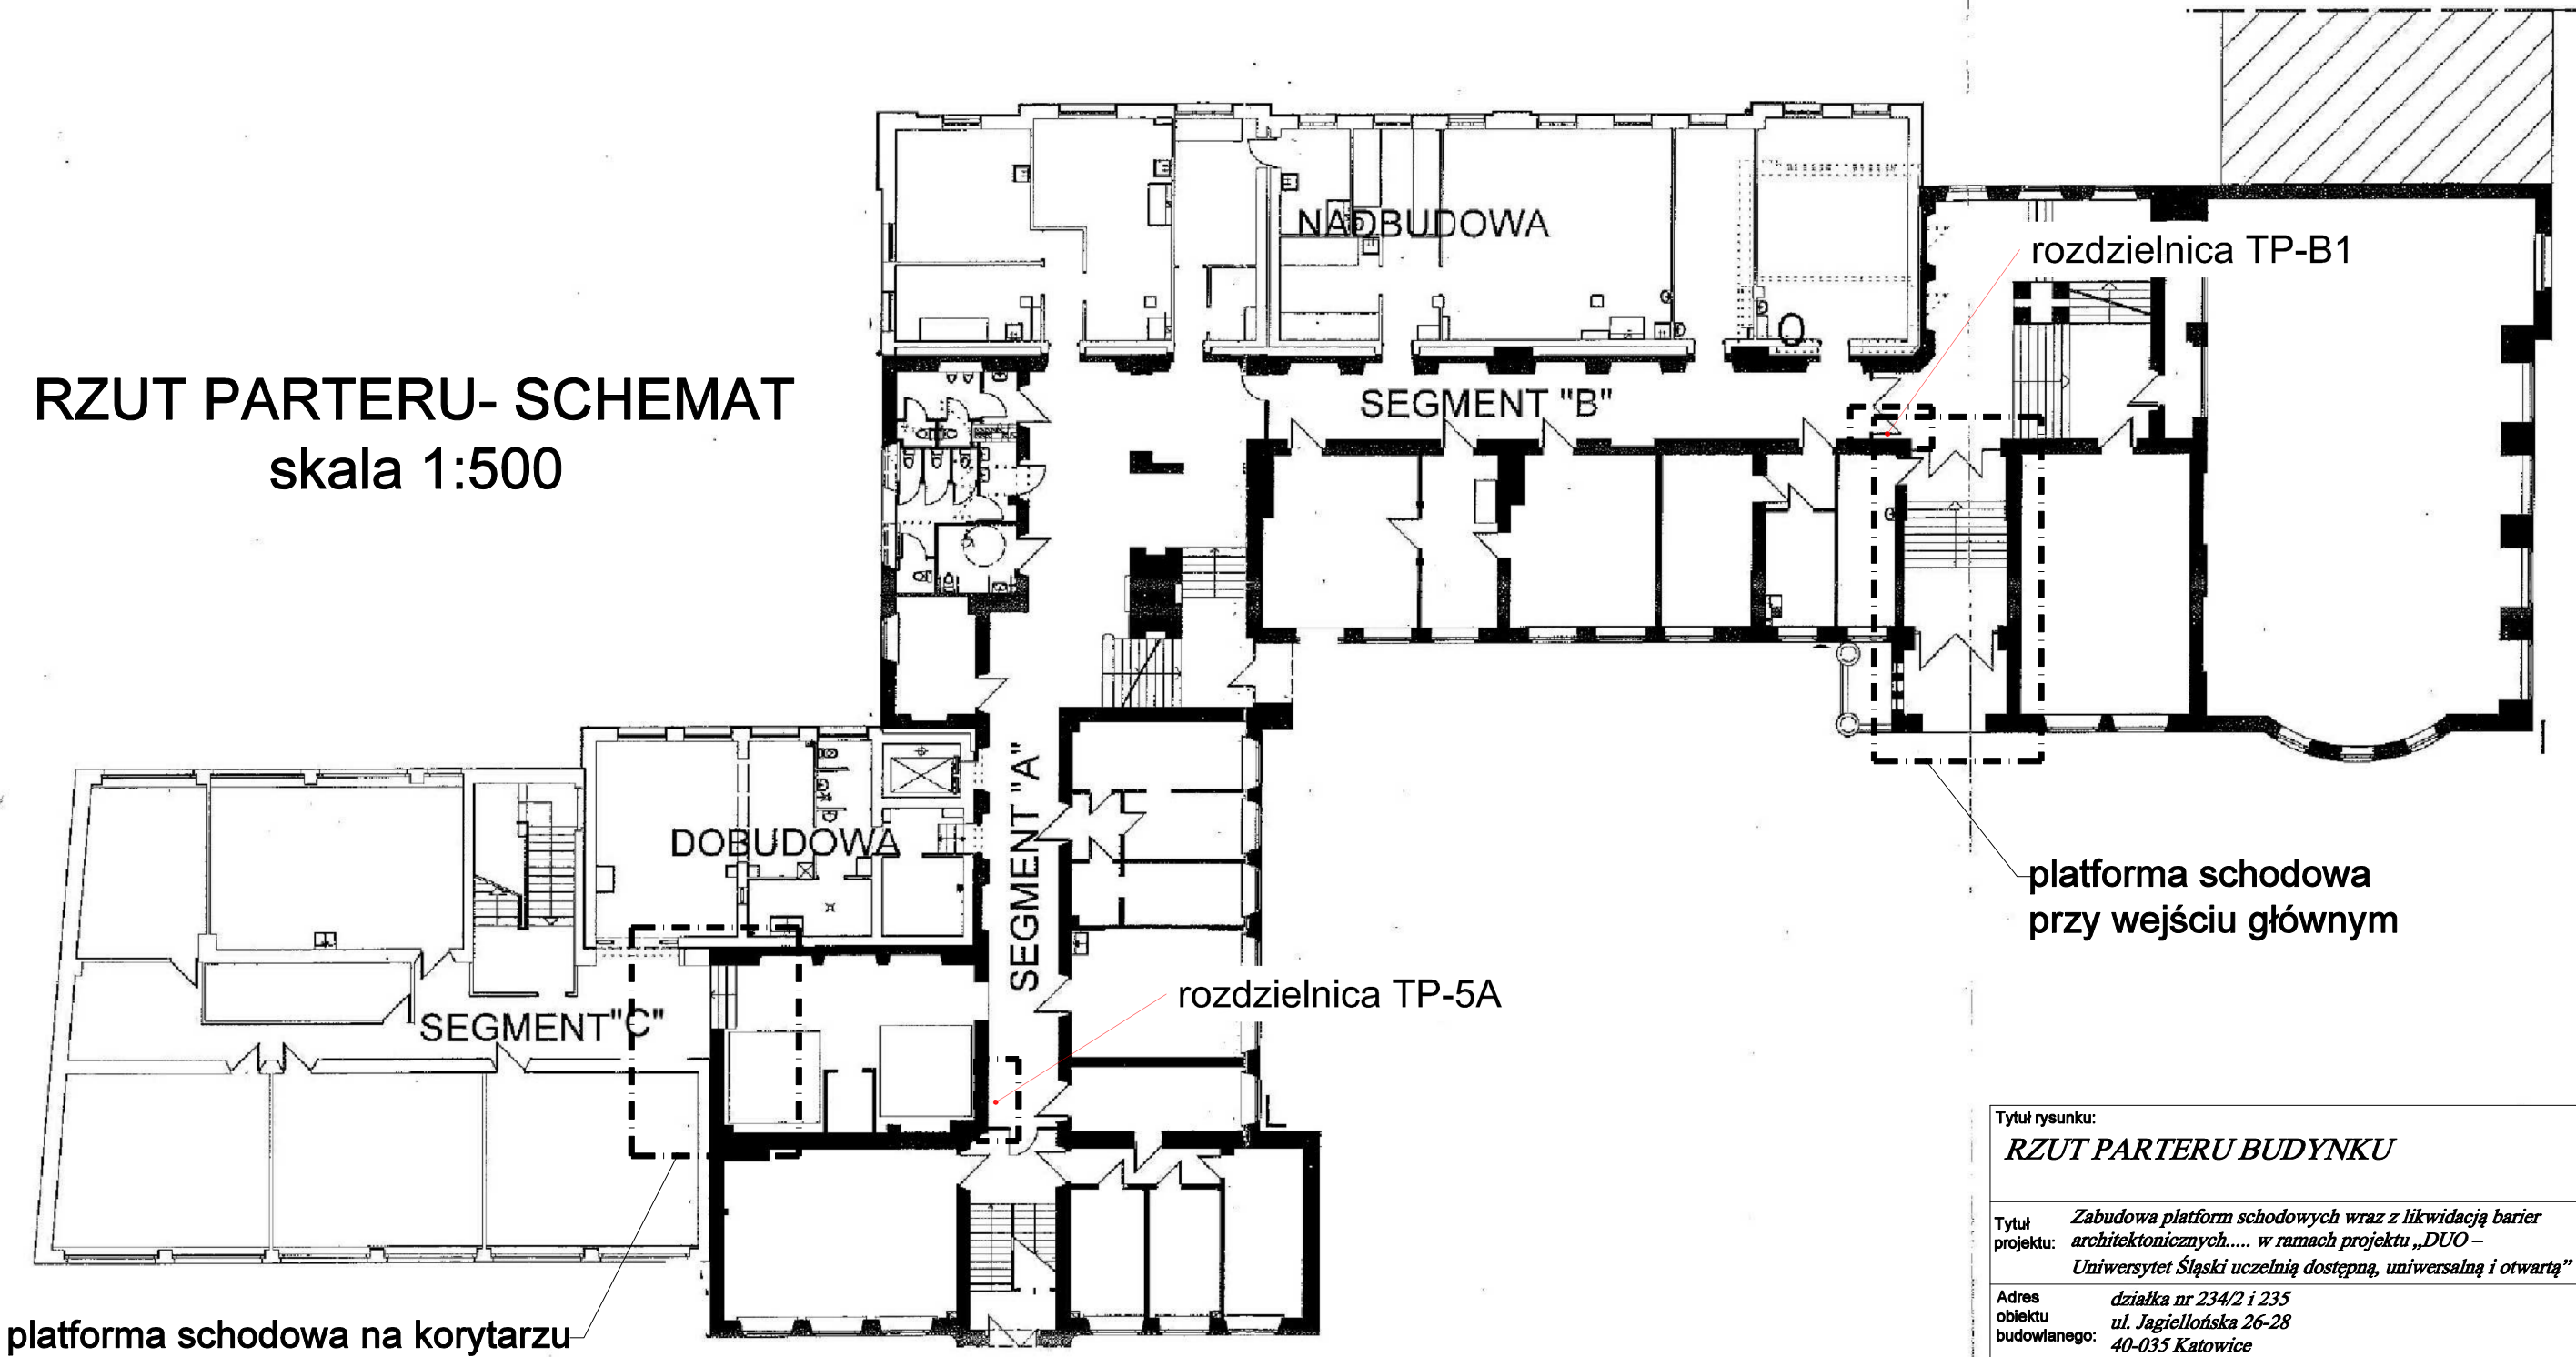 NADBUDOWA
rozdzielnica TP-B1
RZUT PARTERU- SCHEMAT
skala 1:500
SEGMENT "B"
SEGMENT "A"
DOBUDOWA
platforma schodowa
przy wejściu głównym
rozdzielnica TP-5A
SEGMENT"C"
platforma schodowa na korytarzu
Tytuł rysunku:
RZUT PARTERU BUDYNKU
Tytuł projektu:
Zabudowa platform schodowych wraz z likwidacją barier
architektonicznych..... w ramach projektu „DUO –
Uniwersytet Śląski uczelnią dostępną, uniwersalną i otwartą”
Adres
obiektu
budowlanego:
działka nr 234/2 i 235
ul. Jagiellońska 26-28
40-035 Katowice